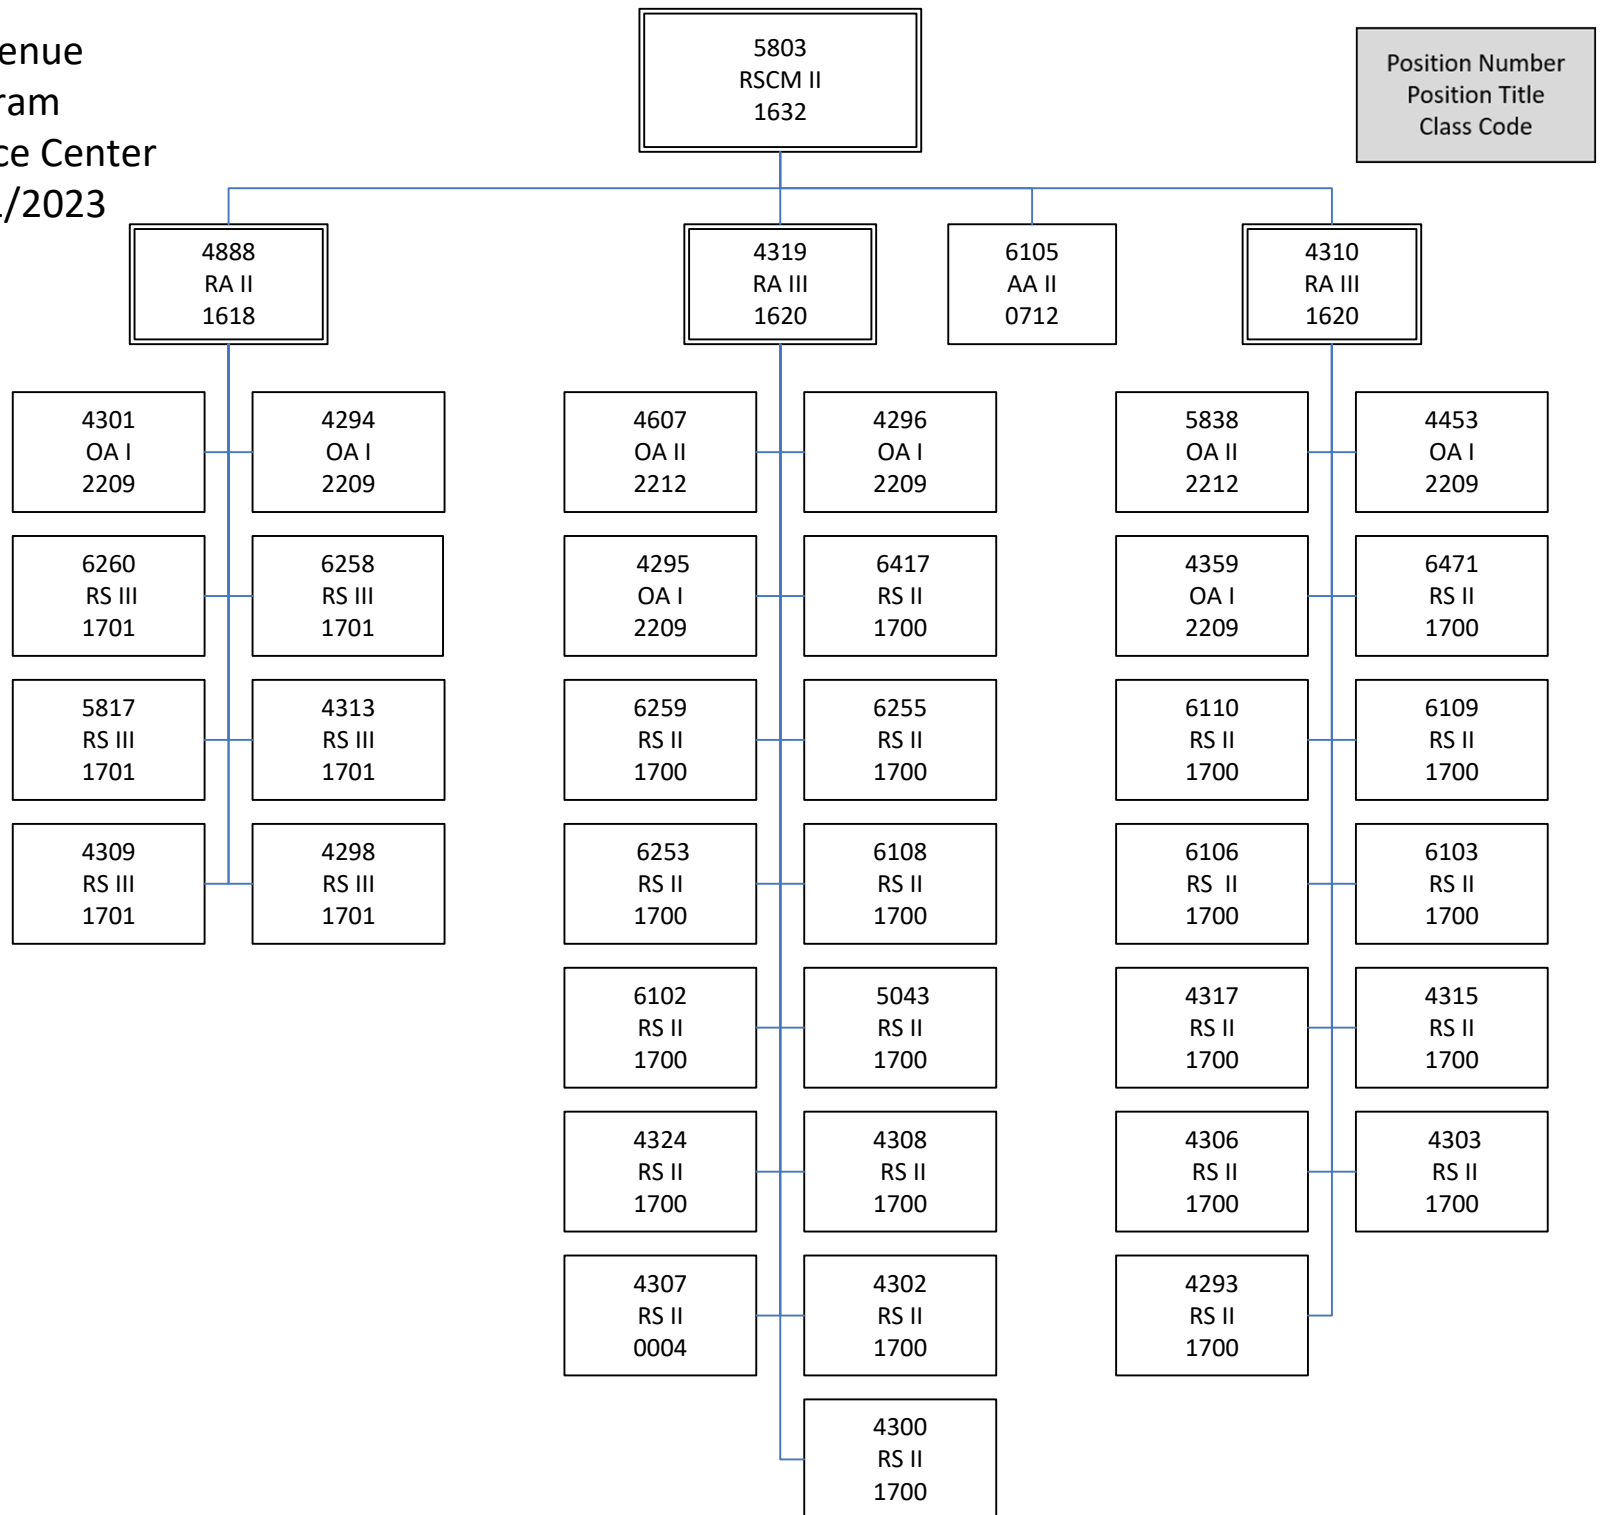 enue
ram
ce Center
/2023
5803
RSCM II
1632
Position Number
Position Title
Class Code
4888
RA II
1618
4319
RA III
1620
6105
AA II
0712
4310
RA III
1620
4301
OA I
2209
4294
OA I
2209
4607
OA II
2212
4296
OA I
2209
5838
OA II
2212
4453
OA I
2209
6260
RS III
1701
6258
RS III
1701
4295
OA I
2209
6417
RS II
1700
4359
OA I
2209
6471
RS II
1700
5817
RS III
1701
4313
RS III
1701
6259
RS II
1700
6255
RS II
1700
6110
RS II
1700
6109
RS II
1700
4309
RS III
1701
4298
RS III
1701
6253
RS II
1700
6108
RS II
1700
6106
RS II
1700
6103
RS II
1700
6102
RS II
1700
5043
RS II
1700
4317
RS II
1700
4315
RS II
1700
4324
RS II
1700
4308
RS II
1700
4306
RS II
1700
4303
RS II
1700
4307
RS II
0004
4302
RS II
1700
4293
RS II
1700
4300
RS II
1700